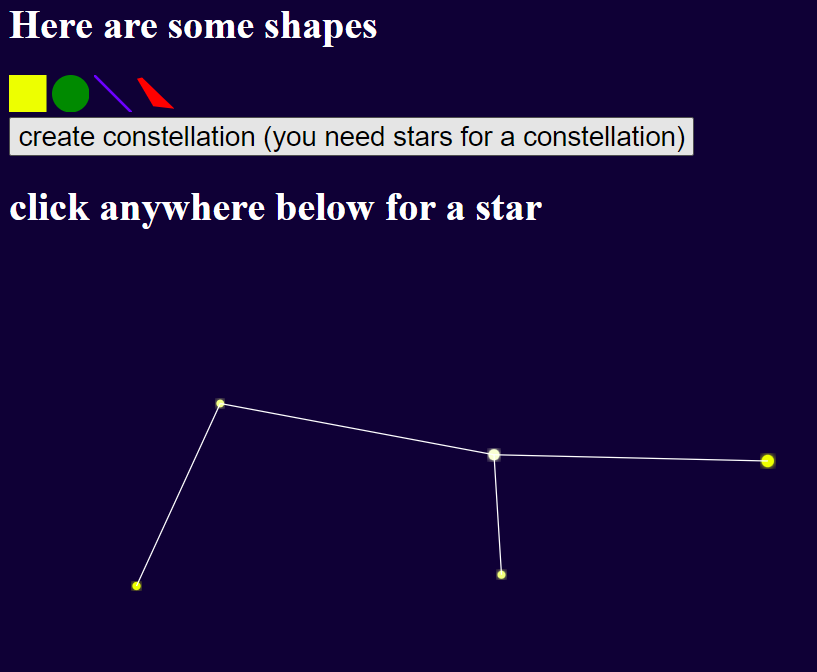 Here are some shapes
create constellation (you need stars for a constellation)
click anywhere below for a star